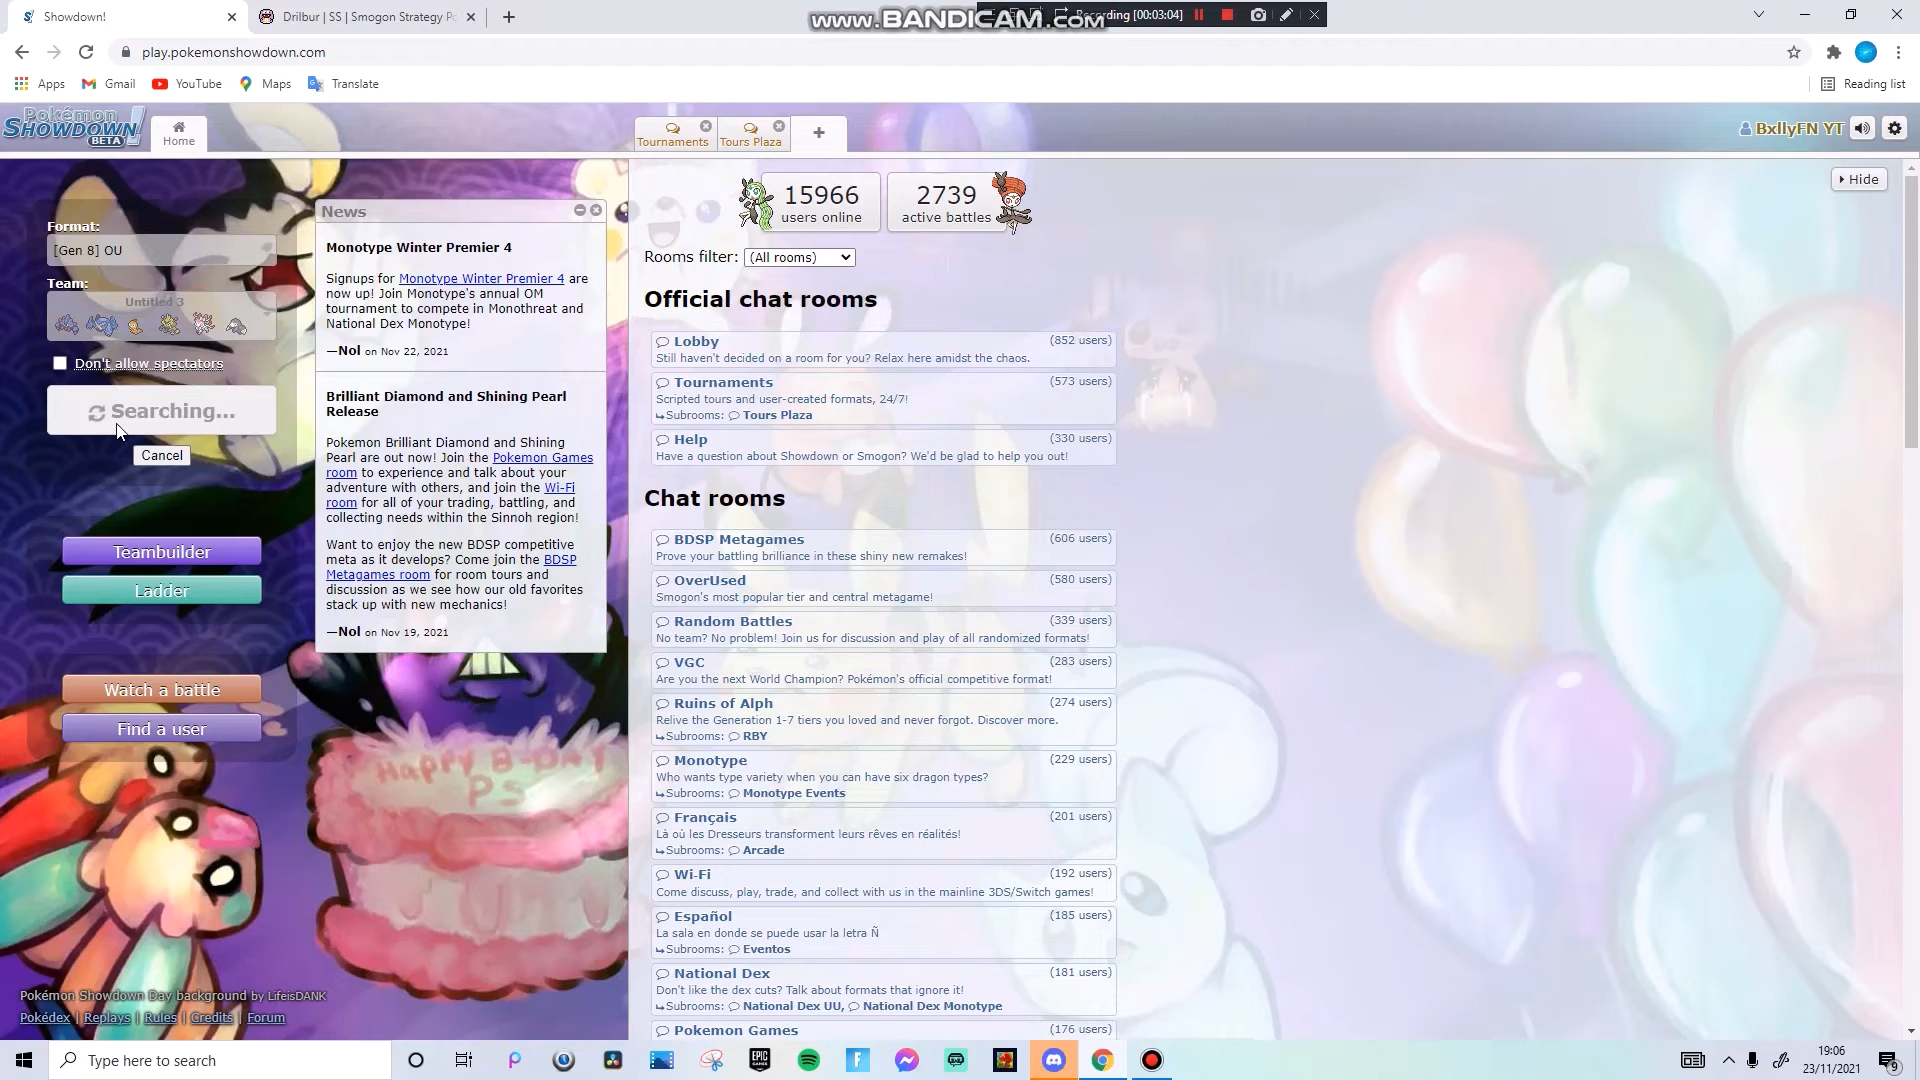 Showdown!
Drilbur | SS | Smogon Strategy Po
www.BANDICAM.com
Recording [00:03:04]
play.pokemonshowdown.com
Apps
Gmail
YouTube
Maps
Translate
Reading list
Pokémon
SHOWDOWN!
BETA
Home
Tournaments
Tours Plaza
BxllyFN YT
Hide
Format:
[Gen 8] OU
Team:
Untitled 3
Don't allow spectators
Searching...
Cancel
Teambuilder
Ladder
Watch a battle
Find a user
News
Monotype Winter Premier 4
Signups for Monotype Winter Premier 4 are
now up! Join Monotype's annual OM
tournament to compete in Monothreat and
National Dex Monotype!
—Nol on Nov 22, 2021
Brilliant Diamond and Shining Pearl
Release
Pokemon Brilliant Diamond and Shining
Pearl are out now! Join the Pokemon Games
room to experience and talk about your
adventure with others, and join the Wi-Fi
room for all of your trading, battling, and
collecting needs within the Sinnoh region!
Want to enjoy the new BDSP competitive
meta as it develops? Come join the BDSP
Metagames room for room tours and
discussion as we see how our old favorites
stack up with new mechanics!
—Nol on Nov 19, 2021
15966
users online
2739
active battles
Rooms filter: (All rooms)
Official chat rooms
Lobby (852 users)
Still haven't decided on a room for you? Relax here amidst the chaos.
Tournaments (573 users)
Scripted tours and user-created formats, 24/7!
Subrooms: Tours Plaza
Help (330 users)
Have a question about Showdown or Smogon? We'd be glad to help you out!
Chat rooms
BDSP Metagames (606 users)
Prove your battling brilliance in these shiny new remakes!
OverUsed (580 users)
Smogon's most popular tier and central metagame!
Random Battles (339 users)
No team? No problem! Join us for discussion and play of all randomized formats!
VGC (283 users)
Are you the next World Champion? Pokémon's official competitive format!
Ruins of Alph (274 users)
Relive the Generation 1-7 tiers you loved and never forgot. Discover more.
Subrooms: RBY
Monotype (229 users)
Who wants type variety when you can have six dragon types?
Subrooms: Monotype Events
Français (201 users)
Là où les Dresseurs transforment leurs rêves en réalités!
Subrooms: Arcade
Wi-Fi (192 users)
Come discuss, play, trade, and collect with us in the mainline 3DS/Switch games!
Español (185 users)
La sala en donde se puede usar la letra Ñ
Subrooms: Eventos
National Dex (181 users)
Don't like the dex cuts? Talk about formats that ignore it!
Subrooms: National Dex UU, National Dex Monotype
Pokemon Games (176 users)
Happy B-DAY
PS
Pokémon Showdown Day background by LifeisDANK
Pokédex | Replays | Rules | Credits | Forum
Type here to search
EPIC GAMES
19:06
23/11/2021
9